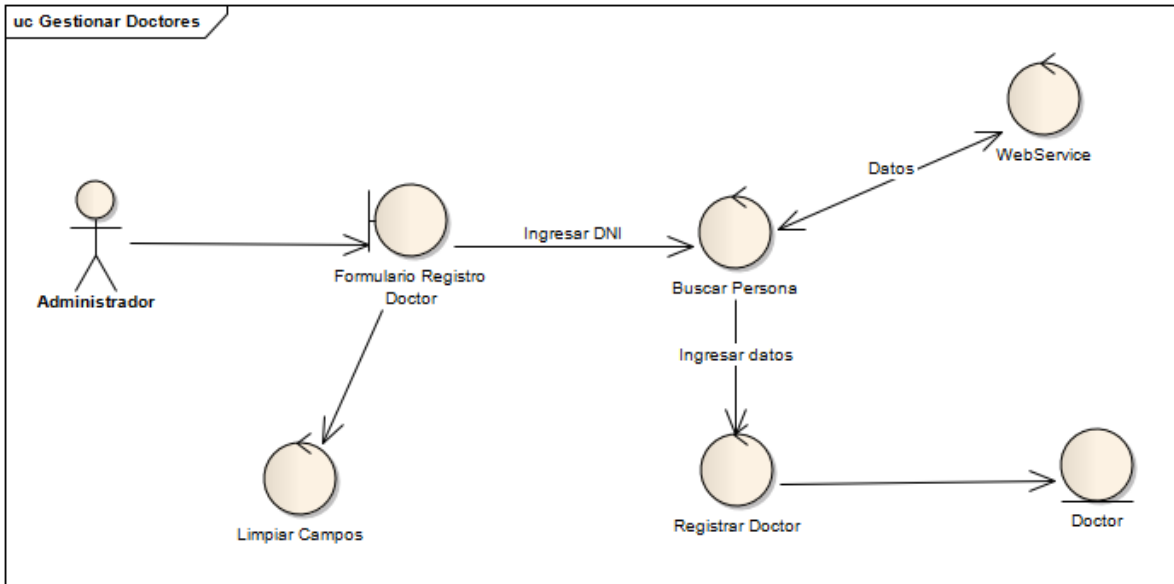 uc Gestionar Doctores
WebService
Datos
Ingresar DNI
Formulario Registro
Doctor
Buscar Persona
Administrador
Ingresar datos
Limpiar Campos
Registrar Doctor
Doctor